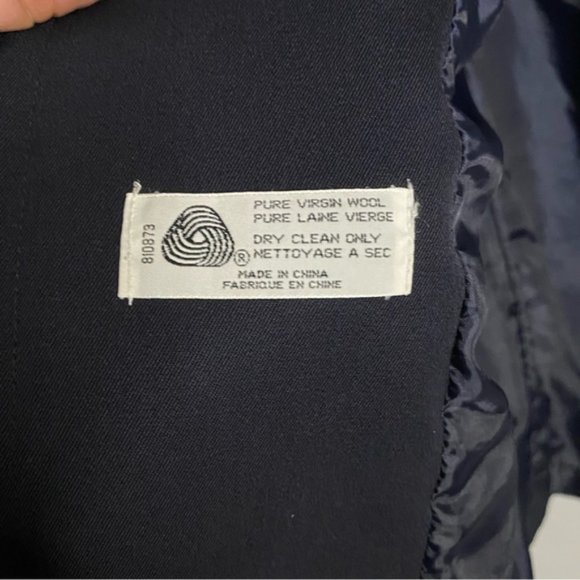 810873
PURE VIRGIN WOOL
PURE LAINE VIERGE
DRY CLEAN ONLY
® NETTOYAGE A SEC
MADE IN CHINA
FABRIQUE EN CHINE